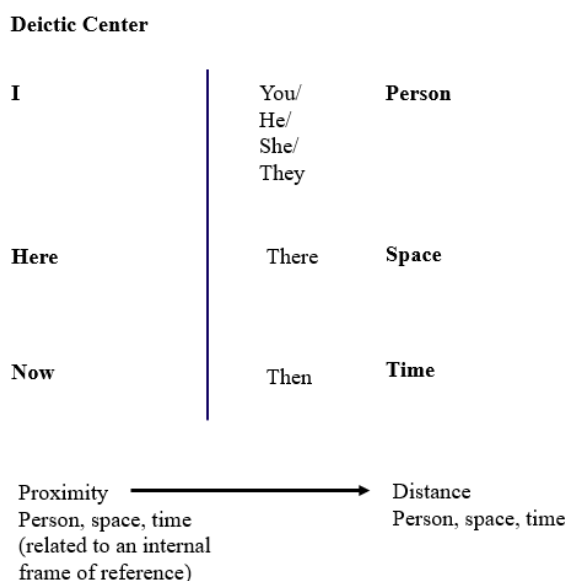 Deictic Center
I
You/
He/
She/
They
Person
Here
There
Space
Now
Then
Time
Proximity
Person, space, time
(related to an internal
frame of reference)
Distance
Person, space, time